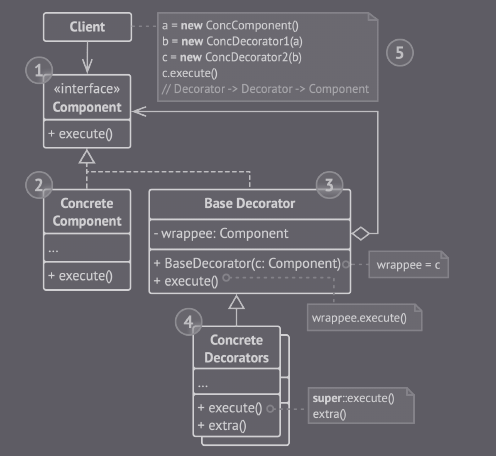 Client
a = new ConcComponent()
b = new ConcDecorator1(a)
c = new ConcDecorator2(b)
c.execute()
// Decorator -> Decorator -> Component
5
1
«interface»
Component
+ execute()
2
Concrete
Component
...
+ execute()
3
Base Decorator
- wrappee: Component
+ BaseDecorator(c: Component)
+ execute()
wrappee = c
wrappee.execute()
4
Concrete
Decorators
...
+ execute()
+ extra()
super::execute()
extra()